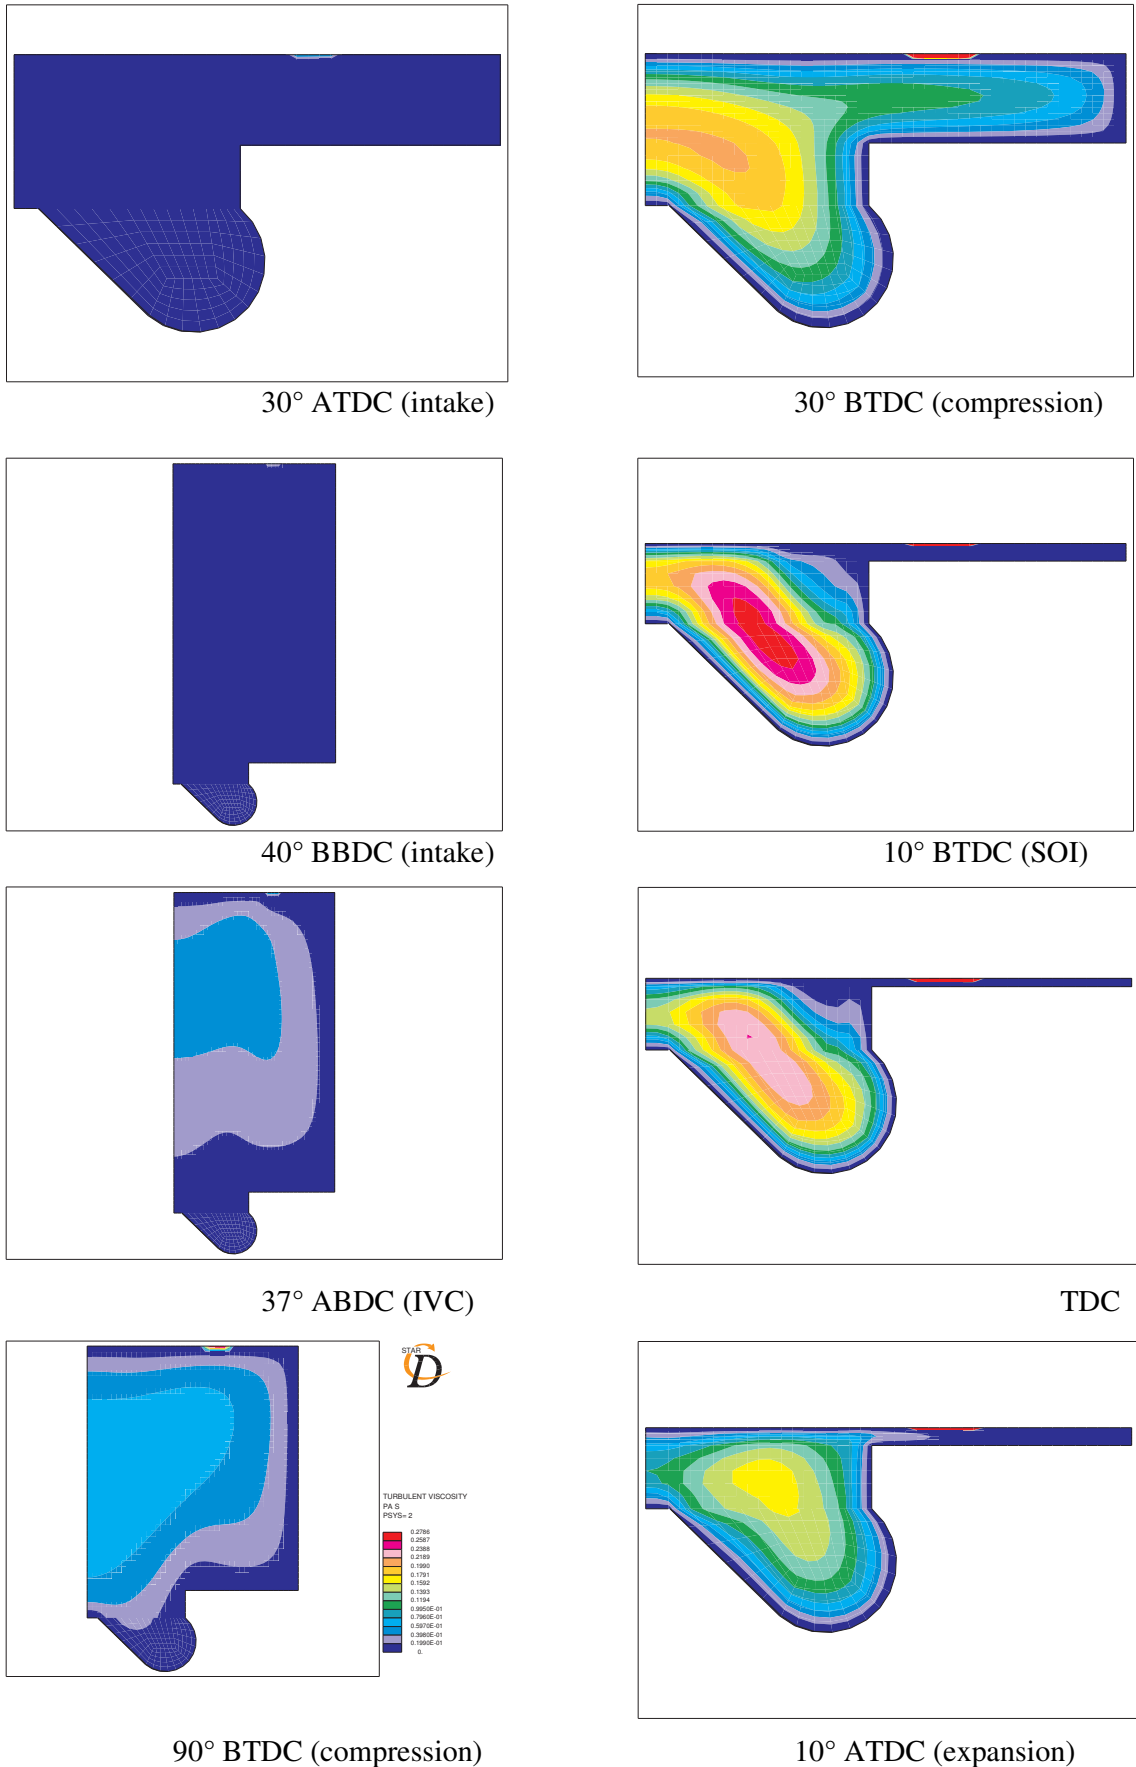 30° ATDC (intake)
30° BTDC (compression)
40° BBDC (intake)
10° BTDC (SOI)
37° ABDC (IVC)
TDC
STAR
D
TURBULENT VISCOSITY
PA S
PSYS= 2
0.2786
0.2587
0.2388
0.2189
0.1990
0.1791
0.1592
0.1393
0.1194
0.9950E-01
0.7960E-01
0.5970E-01
0.3980E-01
0.1990E-01
0.
90° BTDC (compression)
10° ATDC (expansion)